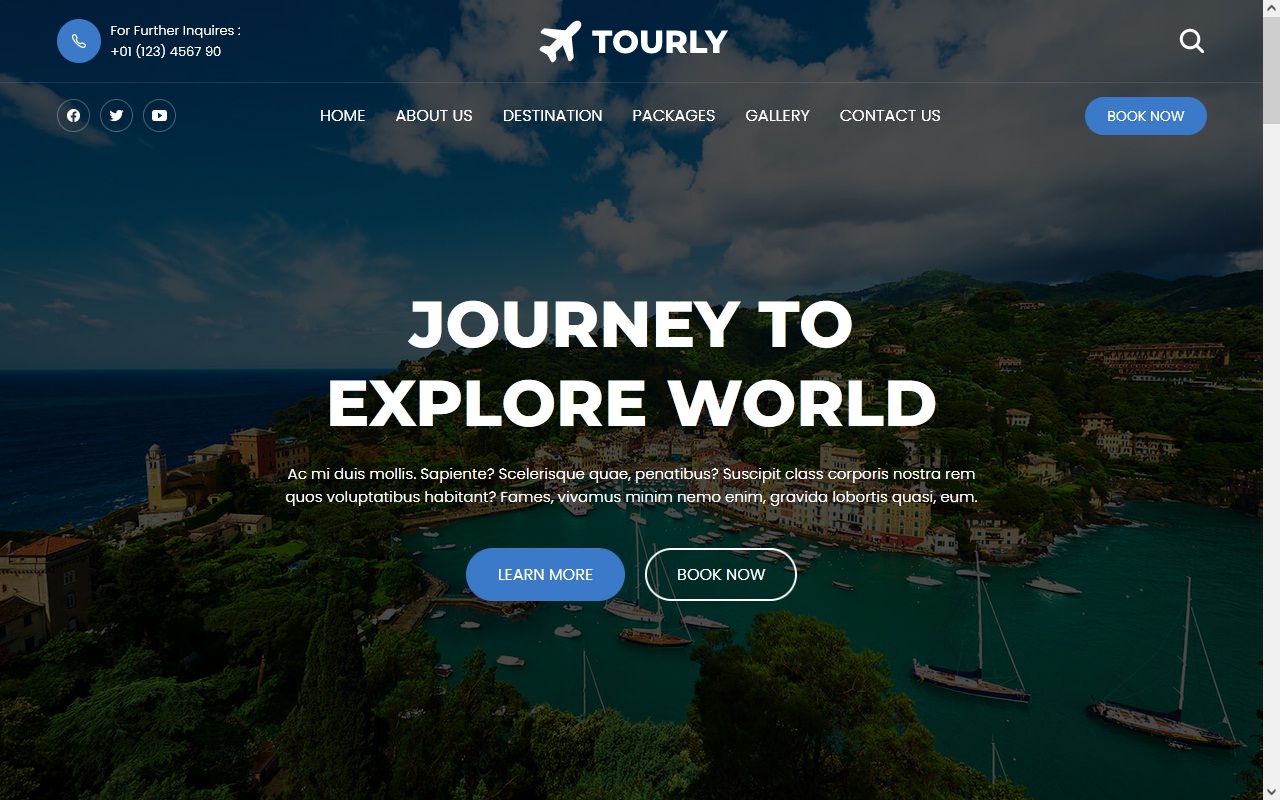 For Further Inquires :
+01 (123) 4567 90
TOURLY
HOME ABOUT US DESTINATION PACKAGES GALLERY CONTACT US
BOOK NOW
JOURNEY TO
EXPLORE WORLD
Ac mi duis mollis. Sapiente? Scelerisque quae, penatibus? Suscipit class corporis nostra rem
quos voluptatibus habitant? Fames, vivamus minim nemo enim, gravida lobortis quasi, eum.
LEARN MORE
BOOK NOW